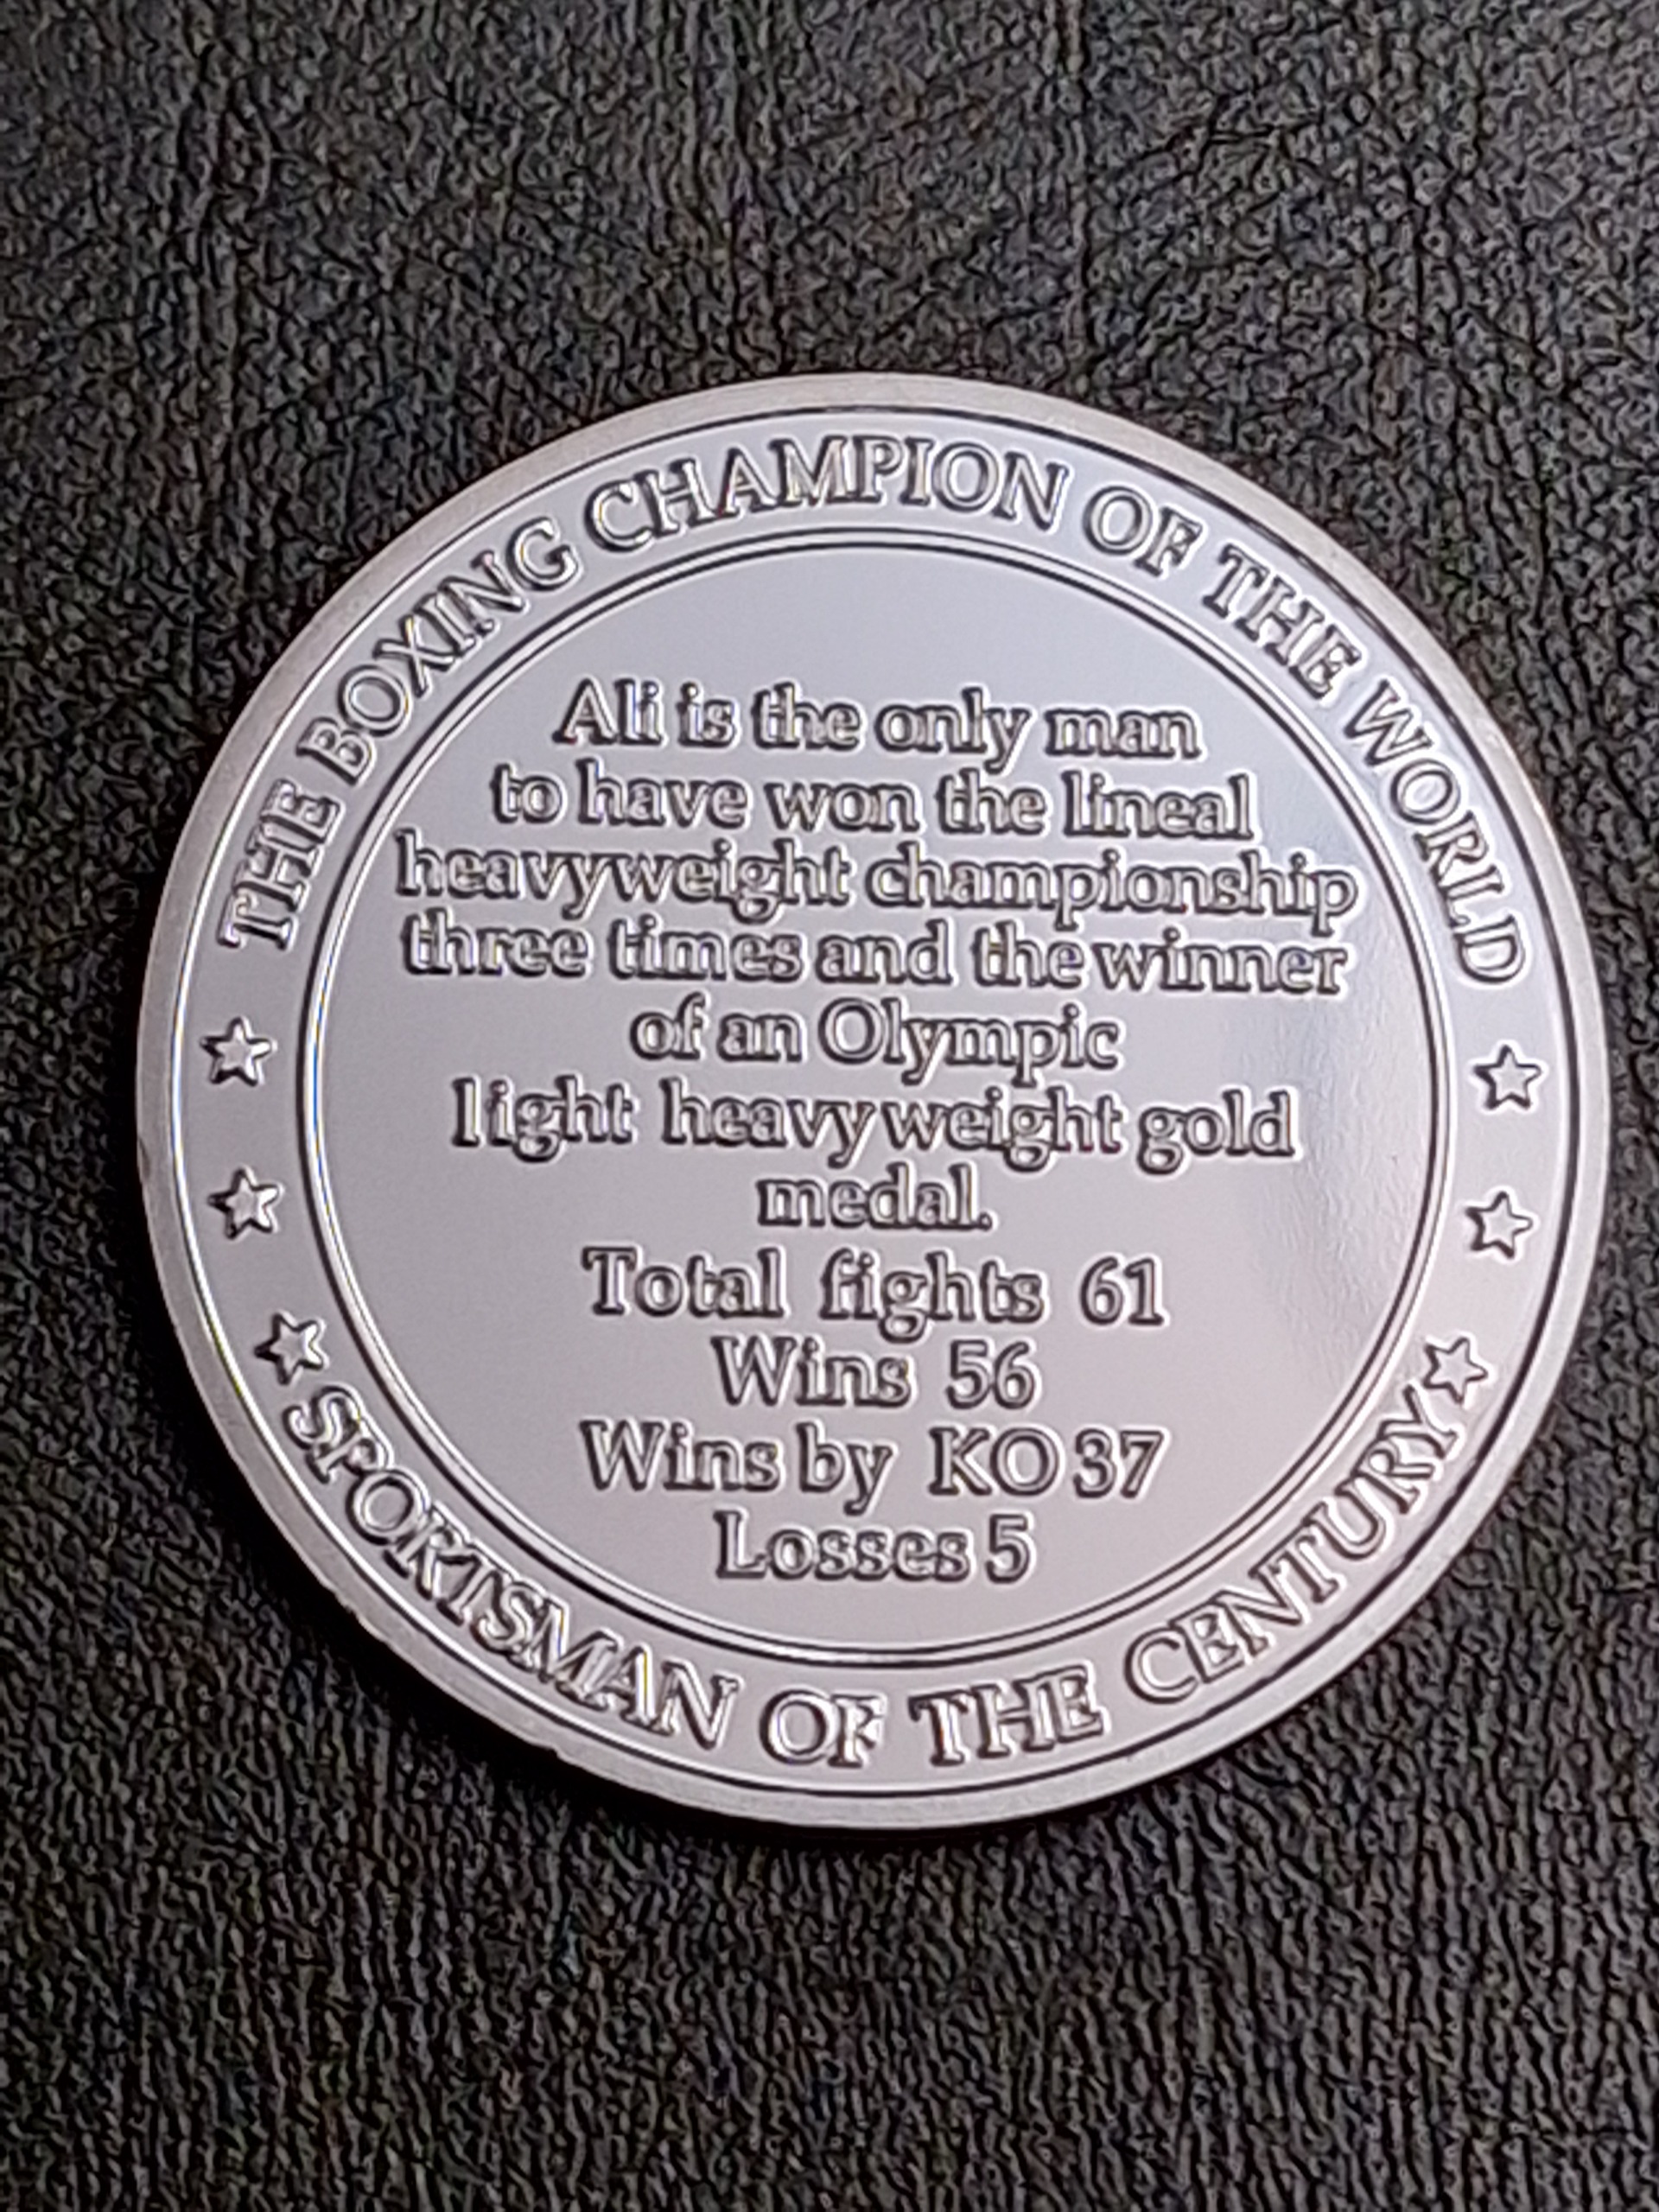 THE BOXING CHAMPION OF THE WORLD
Ali is the only man
to have won the lineal
heavyweight championship
three times and the winner
of an Olympic
light heavyweight gold
medal.
Total fights 61
Wins 56
Wins by KO 37
Losses 5
SPORTSMAN OF THE CENTURY